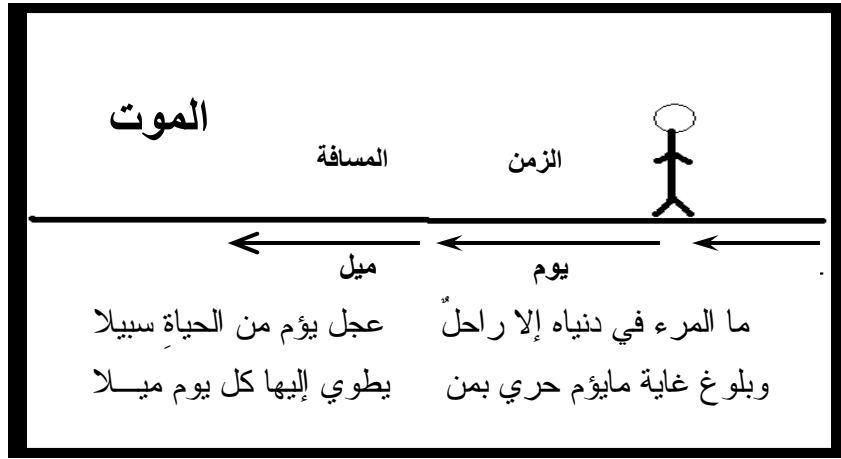 الموت
الزمن المسافة
يوم ميل
ما المرء في دنياه إلا راحلٌ عجل يؤم من الحياةِ سبيلا
وبلوغ غاية مايؤم حري بمن يطوي إليها كل يوم ميـــلا